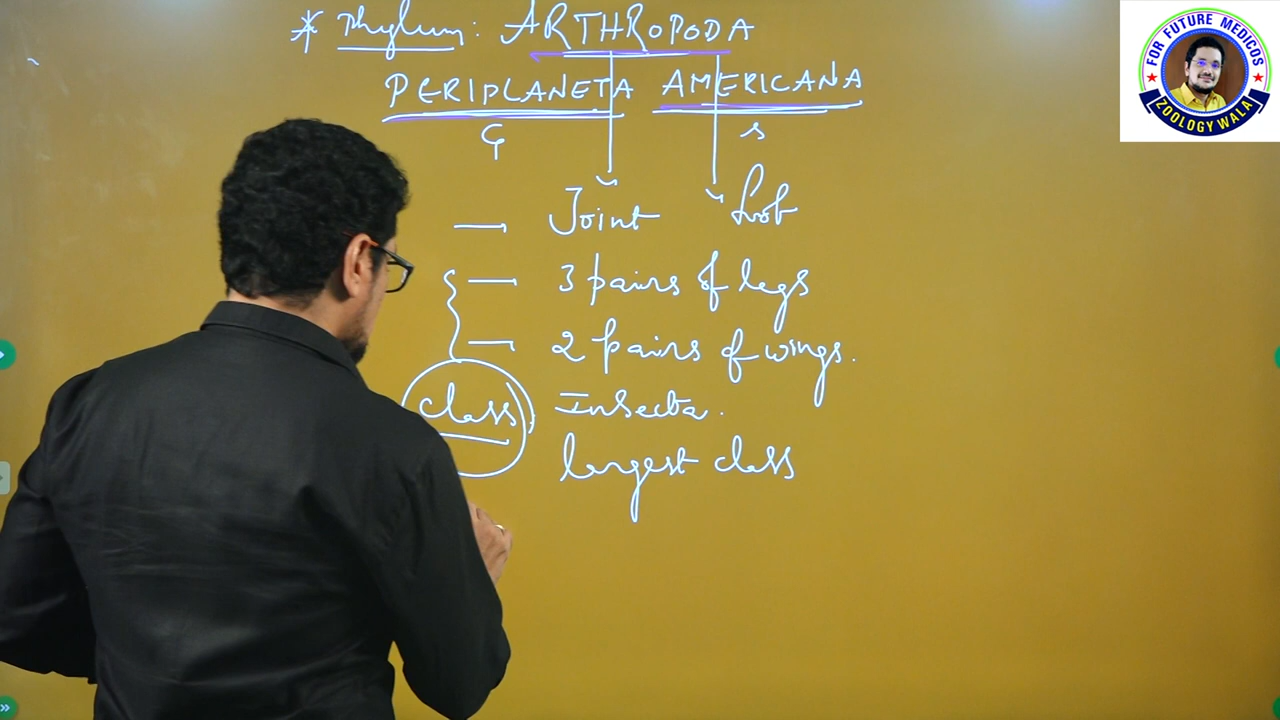 * Phylum: ARTHROPODA
PERIPLANETA AMERICANA
G s
— Joint
— 3 pairs of legs
— 2 pairs of wings.
class Insecta.
largest class
FOR FUTURE MEDICOS
ZOOLOGY WALA